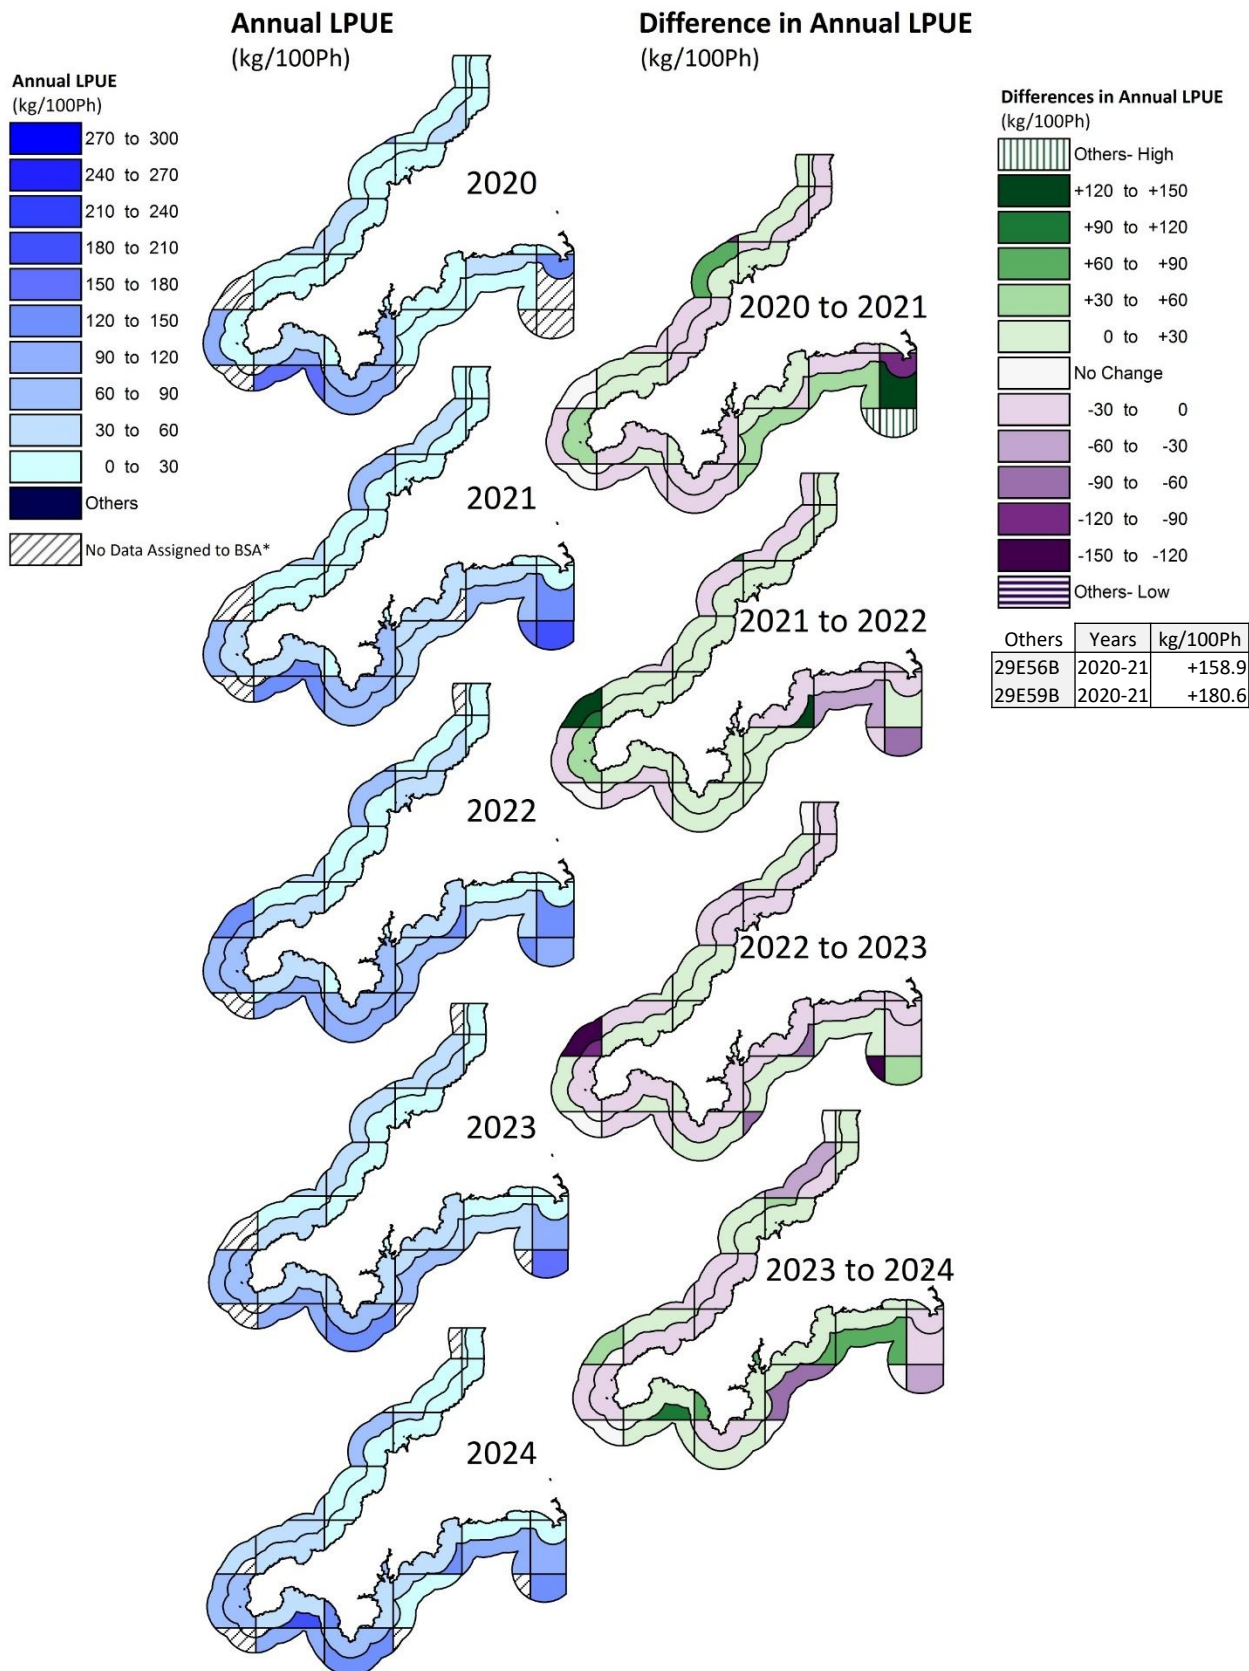 Annual LPUE
(kg/100Ph)
Difference in Annual LPUE
(kg/100Ph)
Annual LPUE
(kg/100Ph)
270 to 300
240 to 270
210 to 240
180 to 210
150 to 180
120 to 150
90 to 120
60 to 90
30 to 60
0 to 30
Others
No Data Assigned to BSA*
2020
2021
2022
2023
2024
2020 to 2021
2021 to 2022
2022 to 2023
2023 to 2024
Differences in Annual LPUE
(kg/100Ph)
Others- High
+120 to +150
+90 to +120
+60 to +90
+30 to +60
0 to +30
No Change
-30 to 0
-60 to -30
-90 to -60
-120 to -90
-150 to -120
Others- Low
Others Years kg/100Ph
29E56B 2020-21 +158.9
29E59B 2020-21 +180.6